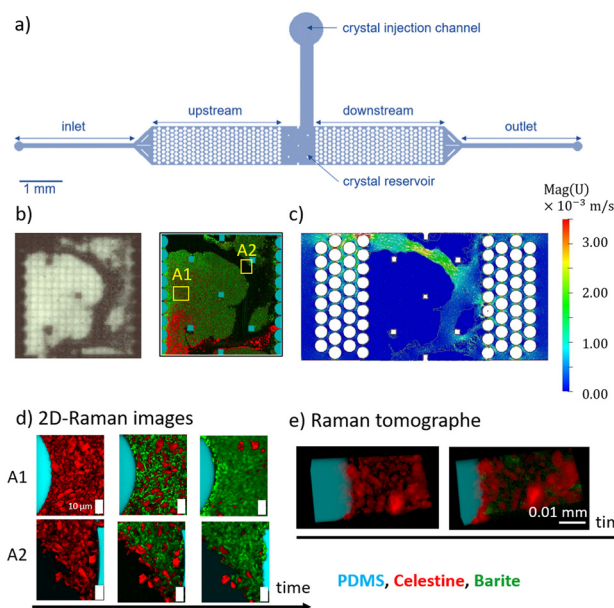 a)
crystal injection channel
upstream
downstream
inlet
outlet
1 mm
crystal reservoir
b)
A1
A2
c)
Mag(U)
× 10⁻³ m/s
3.00
2.00
1.00
0.00
d) 2D-Raman images
A1
10 µm
A2
time
e) Raman tomographe
0.01 mm
tim
PDMS, Celestine, Barite